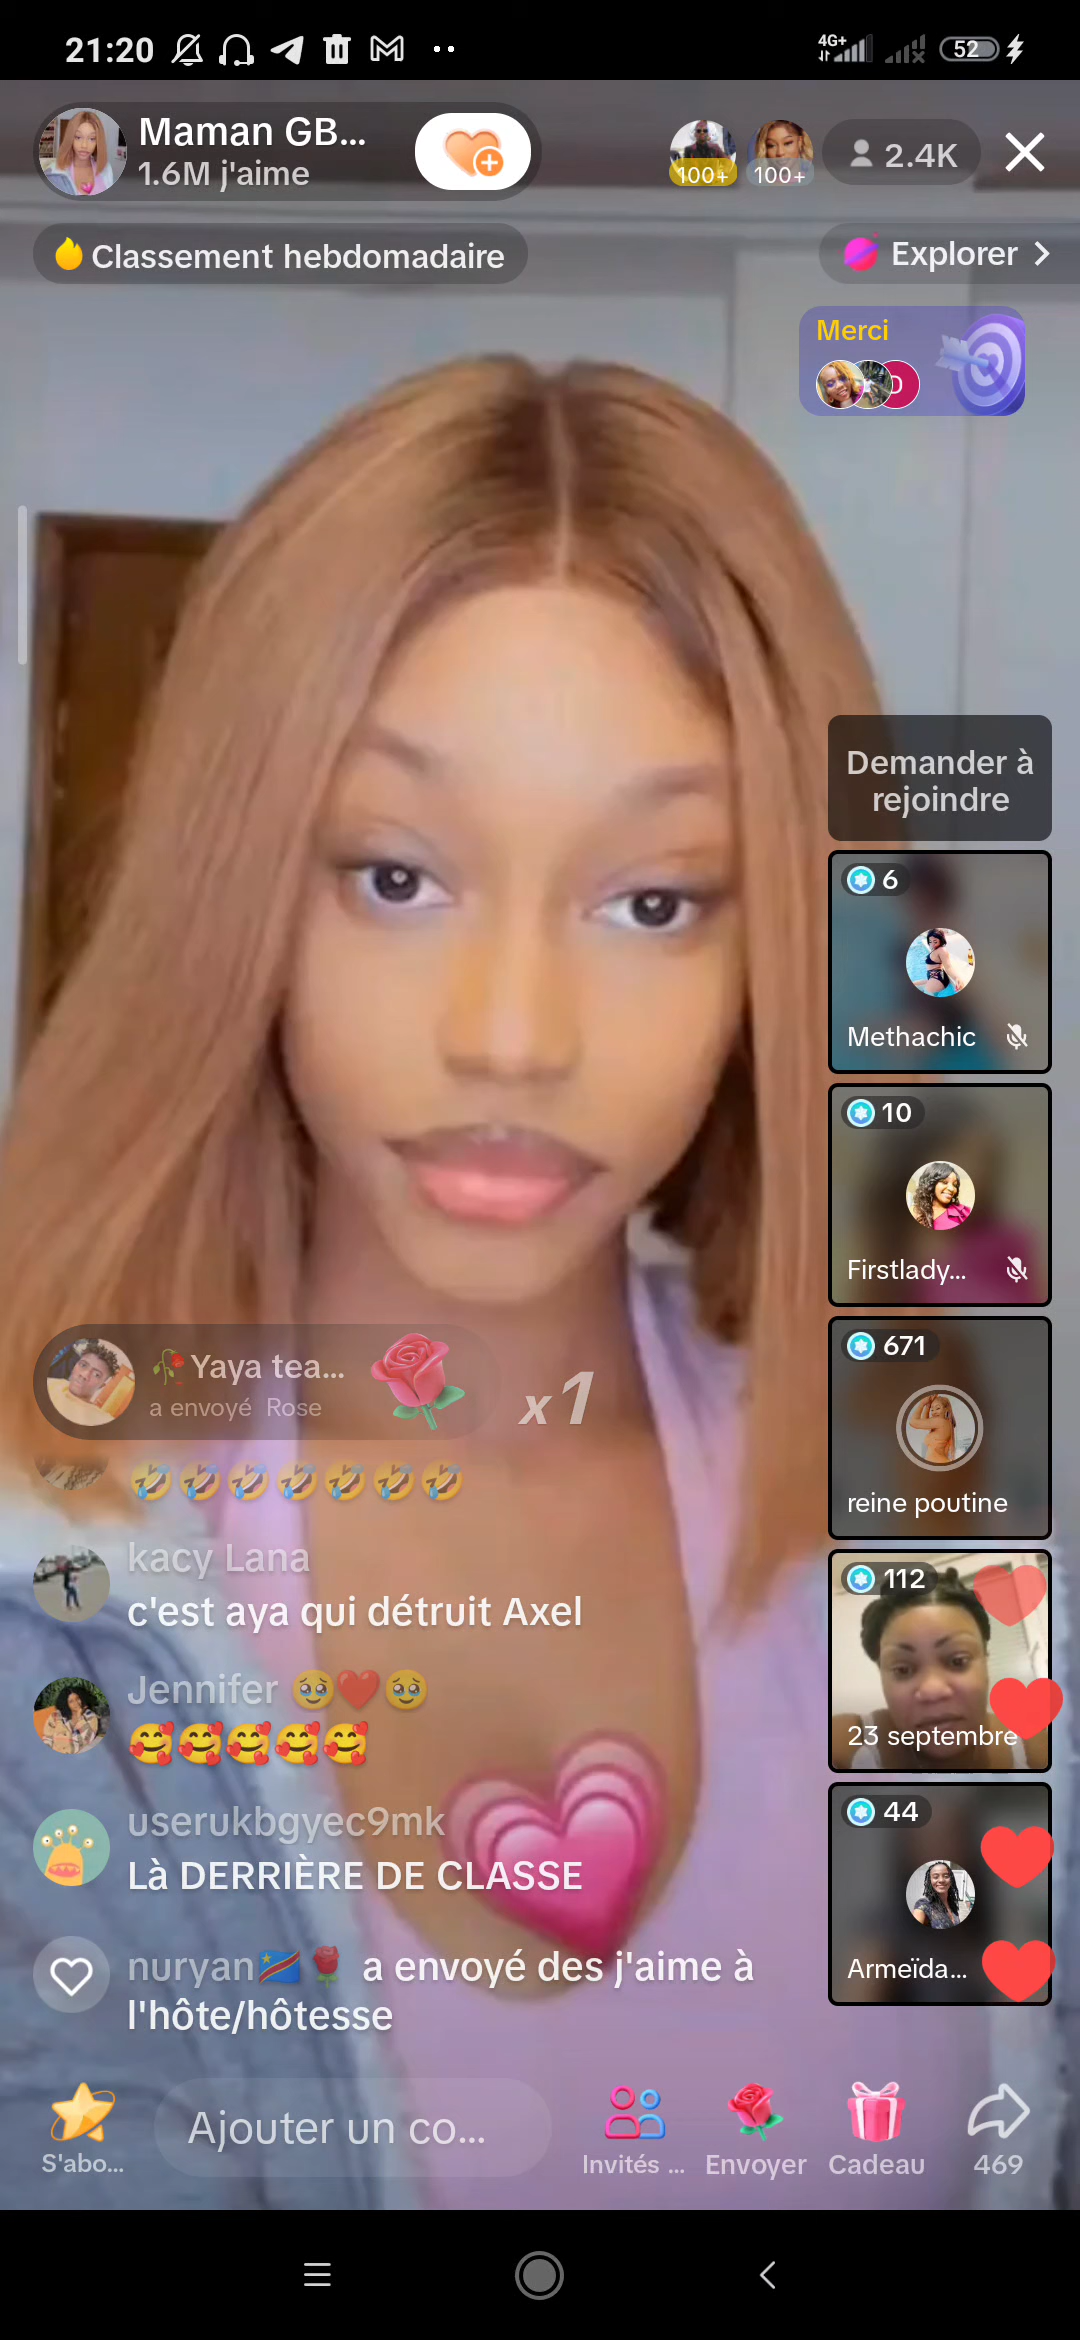 21:20
4G+
52
Maman GB...
1.6M j'aime
100+
100+
2.4K
Classement hebdomadaire
Explorer
Merci
D
Demander à
rejoindre
6
Methachic
10
Firstlady...
671
reine poutine
112
23 septembre
44
Armeïda...
🥀Yaya tea...
a envoyé Rose
x1
🤣🤣🤣🤣🤣🤣🤣
kacy Lana
c'est aya qui détruit Axel
Jennifer 🥹❤️🥹
🥰🥰🥰🥰🥰
userukbgyec9mk
Là DERRIÈRE DE CLASSE
nuryan🇨🇩🌹 a envoyé des j'aime à
l'hôte/hôtesse
S'abo...
Ajouter un co...
Invités ...
Envoyer
Cadeau
469